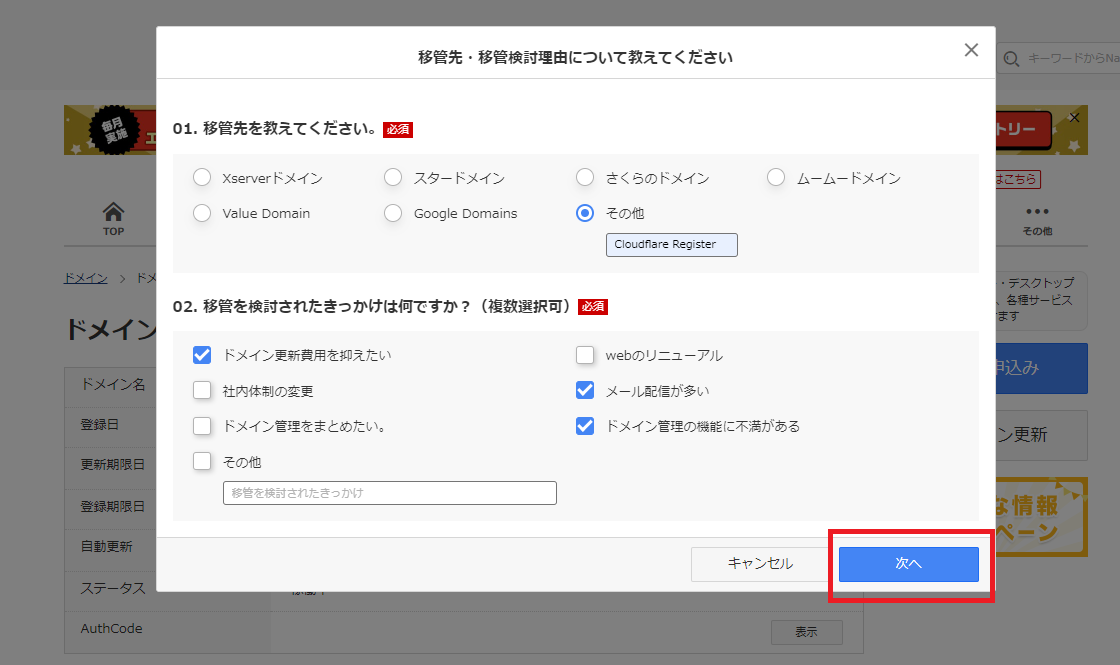 移管先・移管検討理由について教えてください
キーワードからNa
毎月
実施
エ
トリー
01. 移管先を教えてください。 必須
Xserverドメイン
スタードメイン
さくらのドメイン
ムームードメイン
はこちら
Value Domain
Google Domains
その他
TOP
その他
Cloudflare Register
ドメイン
ドメ
・デスクトップ
、各種サービス
けます
02. 移管を検討されたきっかけは何ですか？（複数選択可） 必須
ドメイン
ドメイン更新費用を抑えたい
webのリニューアル
申込み
ドメイン名
社内体制の変更
メール配信が多い
登録日
ドメイン管理をまとめたい。
ドメイン管理の機能に不満がある
ン更新
更新期限日
その他
移管を検討されたきっかけ
登録期限日
な情報
ペーン
自動更新
キャンセル
次へ
ステータス
AuthCode
表示